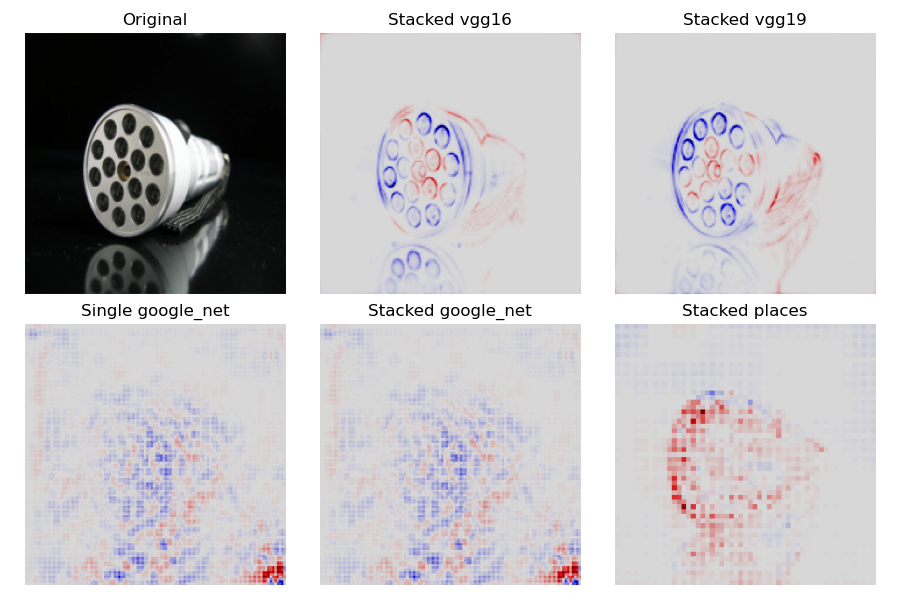 Original
Stacked vgg16
Stacked vgg19
Single google_net
Stacked google_net
Stacked places